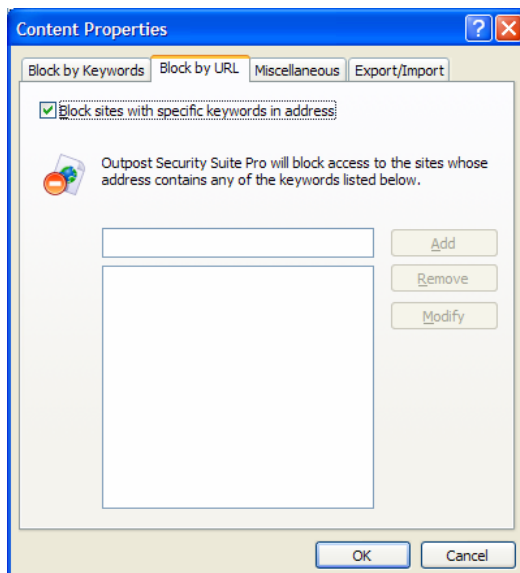 Content Properties
?
Block by Keywords Block by URL Miscellaneous Export/Import
Block sites with specific keywords in address
Outpost Security Suite Pro will block access to the sites whose
address contains any of the keywords listed below.
Add
Remove
Modify
OK Cancel